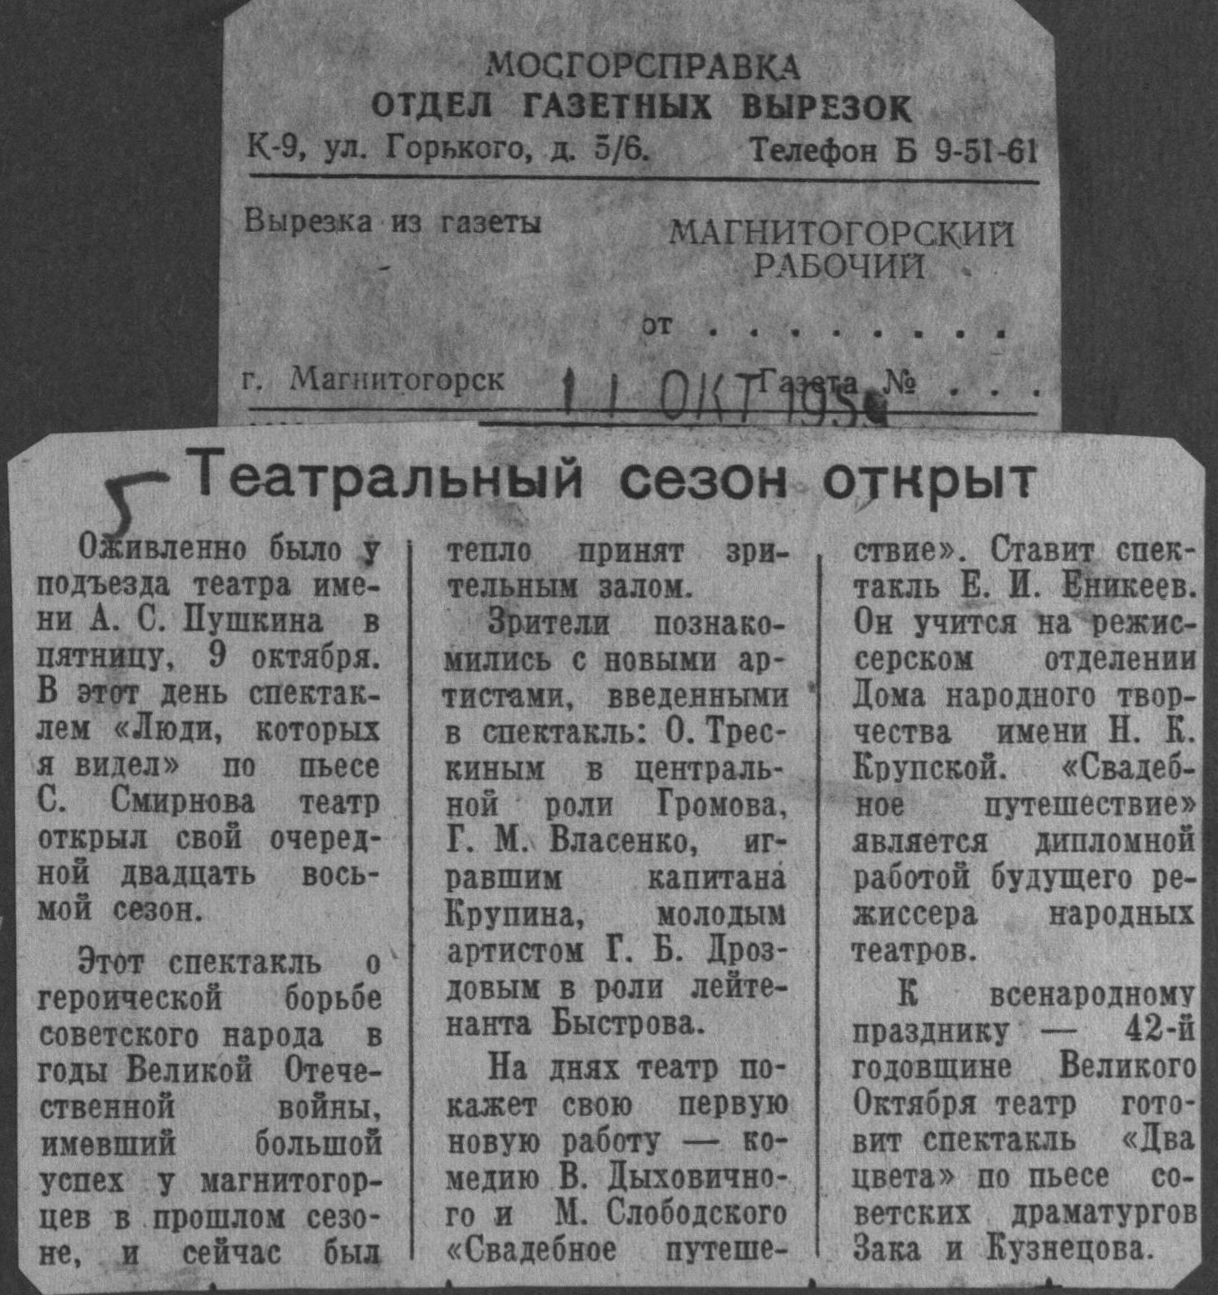 МОСГОРСПРАВКА
ОТДЕЛ ГАЗЕТНЫХ ВЫРЕЗОК
К-9, ул. Горького, д. 5/6. Телефон Б 9-51-61
Вырезка из газеты
МАГНИТОГОРСКИЙ
РАБОЧИЙ
от . . . . . . . .
г. Магнитогорск Газета № . . .
11 ОКТ 1959
5
Театральный сезон открыт
Оживленно было у
подъезда театра име-
ни А. С. Пушкина в
пятницу, 9 октября.
В этот день спектак-
лем «Люди, которых
я видел» по пьесе
С. Смирнова театр
открыл свой очеред-
ной двадцать вось-
мой сезон.
Этот спектакль о
героической борьбе
советского народа в
годы Великой Отече-
ственной войны,
имевший большой
успех у магнитогор-
цев в прошлом сезо-
не, и сейчас был
тепло принят зри-
тельным залом.
Зрители познако-
мились с новыми ар-
тистами, введенными
в спектакль: О. Трес-
киным в централь-
ной роли Громова,
Г. М. Власенко, иг-
равшим капитана
Крупина, молодым
артистом Г. Б. Дроз-
довым в роли лейте-
нанта Быстрова.
На днях театр по-
кажет свою первую
новую работу — ко-
медию В. Дыховично-
го и М. Слободского
«Свадебное путеше-
ствие». Ставит спек-
такль Е. И. Еникеев.
Он учится на режис-
серском отделении
Дома народного твор-
чества имени Н. К.
Крупской. «Свадеб-
ное путешествие»
является дипломной
работой будущего ре-
жиссера народных
театров.
К всенародному
празднику — 42-й
годовщине Великого
Октября театр гото-
вит спектакль «Два
цвета» по пьесе со-
ветских драматургов
Зака и Кузнецова.